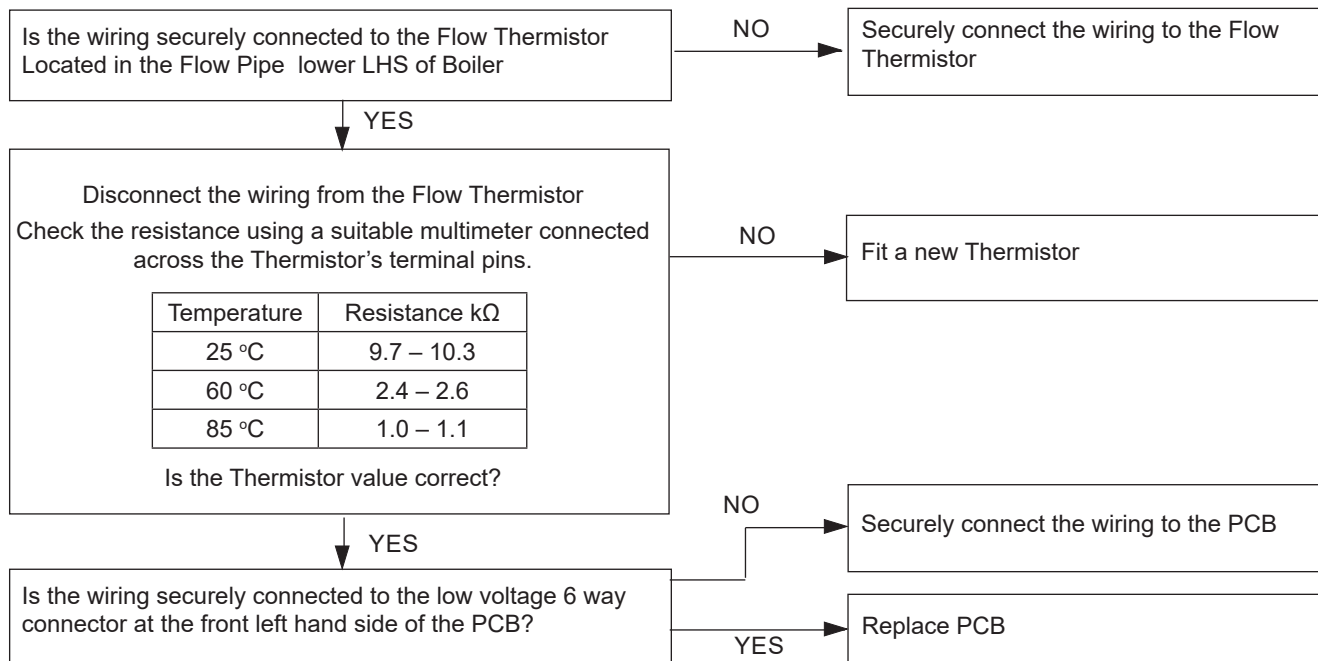 Is the wiring securely connected to the Flow Thermistor
Located in the Flow Pipe lower LHS of Boiler
NO
Securely connect the wiring to the Flow
Thermistor
YES
Disconnect the wiring from the Flow Thermistor
Check the resistance using a suitable multimeter connected
across the Thermistor’s terminal pins.
NO
Fit a new Thermistor
Temperature Resistance kΩ
25 °C 9.7 – 10.3
60 °C 2.4 – 2.6
85 °C 1.0 – 1.1
Is the Thermistor value correct?
NO
Securely connect the wiring to the PCB
YES
Is the wiring securely connected to the low voltage 6 way
connector at the front left hand side of the PCB?
YES
Replace PCB